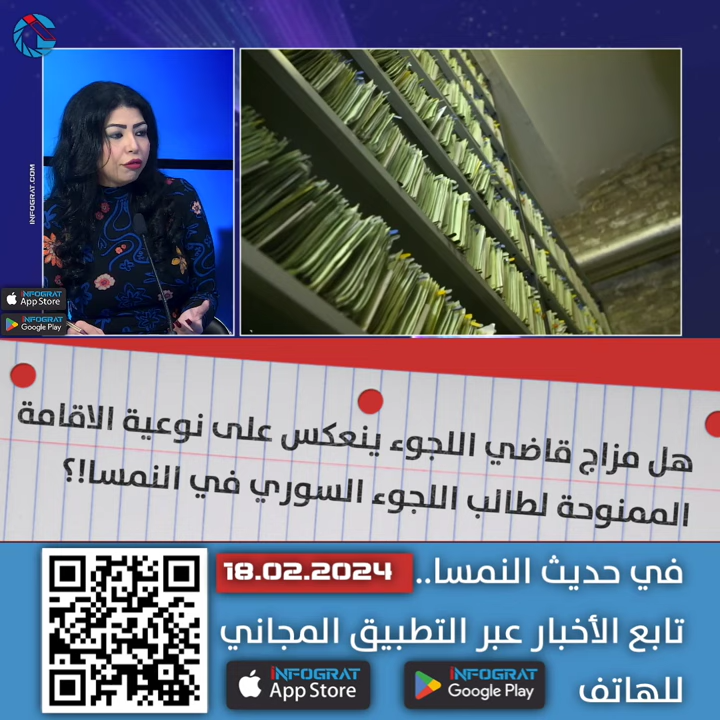 INFOGRAT.COM
INFOGRAT
App Store
INFOGRAT
Google Play
هل مزاج قاضي اللجوء ينعكس على نوعية الاقامة
الممنوحة لطالب اللجوء السوري في النمسا!؟
في حديث النمسا.. 18.02.2024
تابع الأخبار عبر التطبيق المجاني
للهاتف
INFOGRAT
Google Play
INFOGRAT
App Store